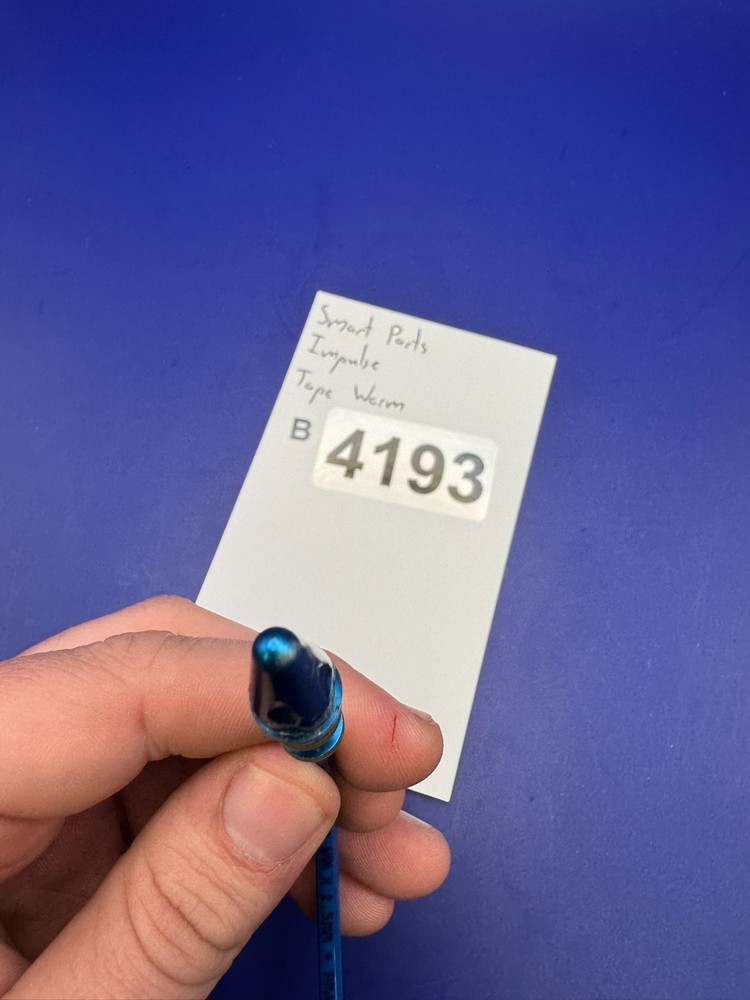 Smart Parts
Impulse
Tape Worm
B 4193